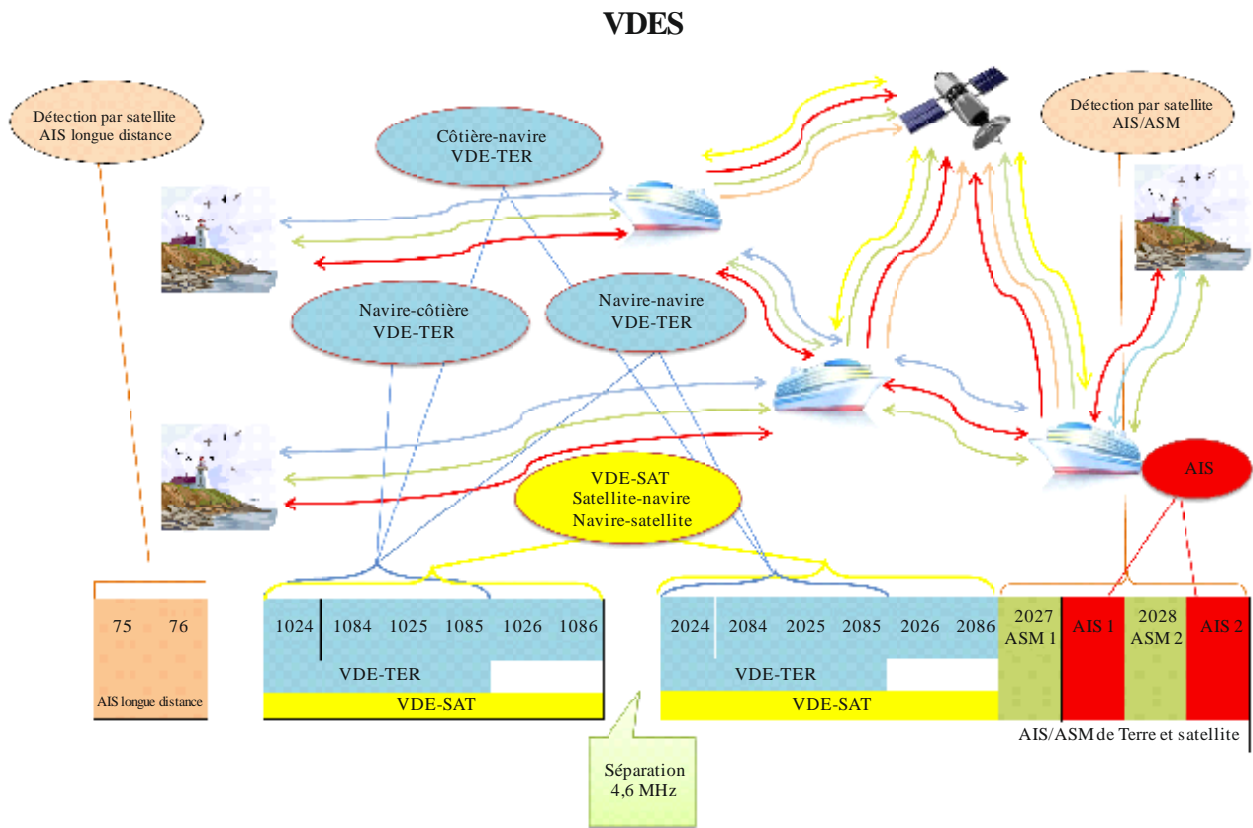 VDES
Détection par satellite
AIS longue distance
Côtière-navire
VDE-TER
Détection par satellite
AIS/ASM
Navire-côtière
VDE-TER
Navire-navire
VDE-TER
VDE-SAT
Satellite-navire
Navire-satellite
AIS
75 76
AIS longue distance
1024 1084 1025 1085 1026 1086
VDE-TER
VDE-SAT
2024 2084 2025 2085 2026 2086
VDE-TER
VDE-SAT
2027
ASM 1
AIS 1
2028
ASM 2
AIS 2
AIS/ASM de Terre et satellite
Séparation
4,6 MHz